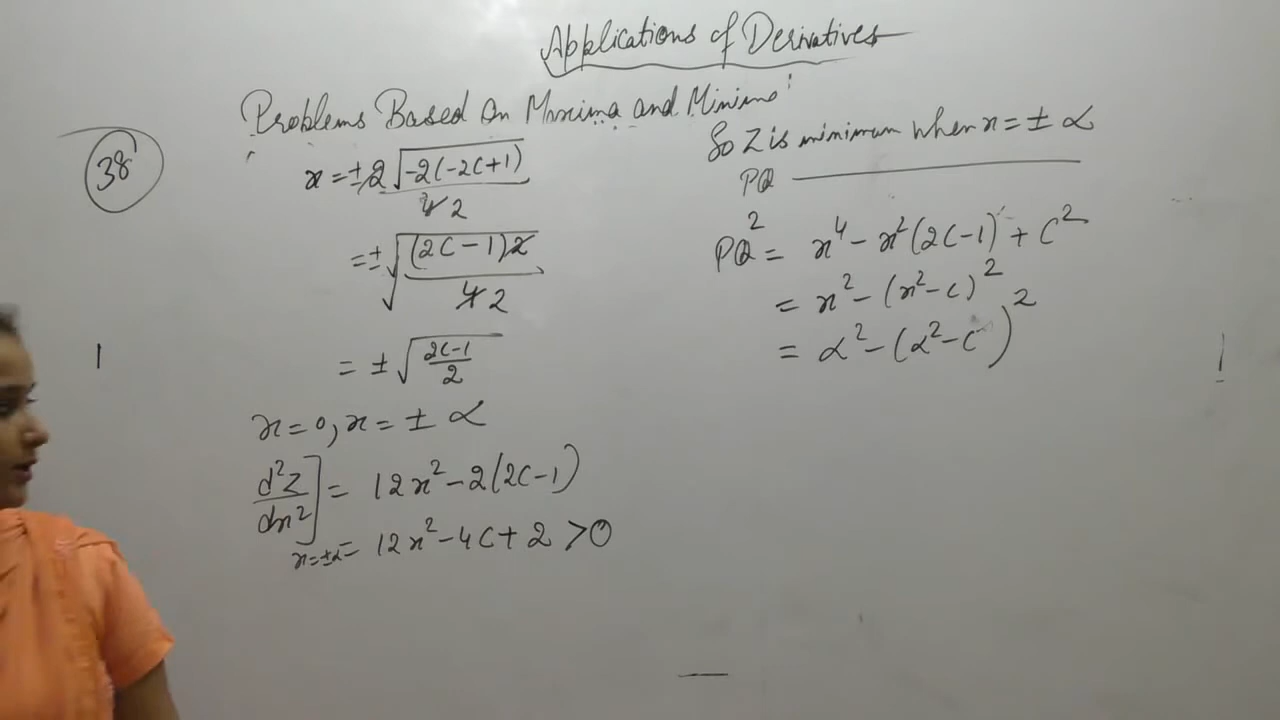 Applications of Derivatives
Problems Based On Maxima and Minima
38
x = ± 2√-2(-2C+1) / 4 2
= ± √(2C-1)2 / 4 2
= ± √2C-1 / 2
x=0, x = ± α
d²Z/dx² ] = 12x² - 2(2C-1)
x=±α = 12x² - 4C + 2 > 0
So Z is minimum when x = ± α
PQ
PQ² = x⁴ - x²(2C-1) + C²
= x² - (x² - c)²
= α² - (α² - C)²